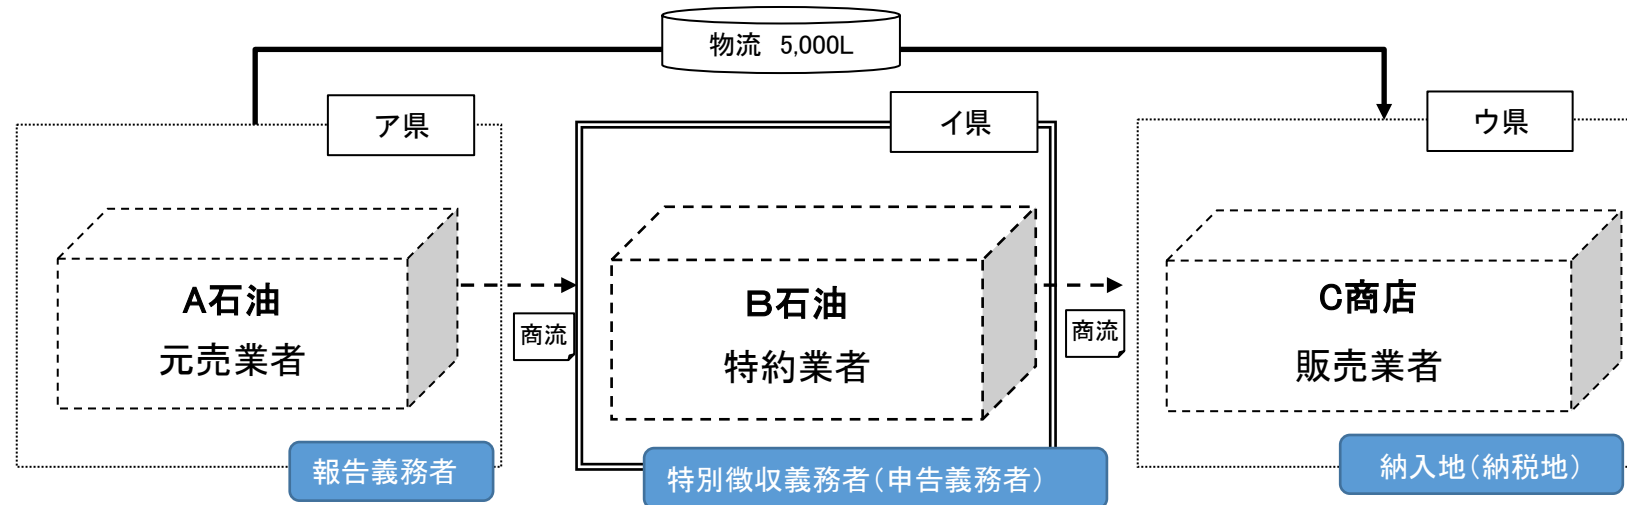 物流 5,000L
ア県
イ県
ウ県
A石油
元売業者
商流
B石油
特約業者
商流
C商店
販売業者
報告義務者
特別徴収義務者(申告義務者)
納入地(納税地)